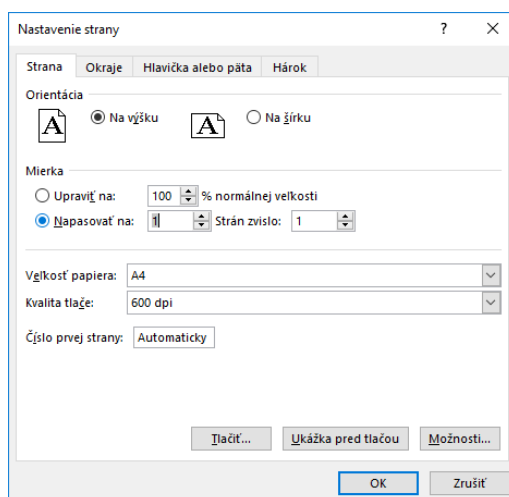 Nastavenie strany ?
Strana Okraje Hlavička alebo päta Hárok
Orientácia
A Na výšku A Na šírku
Mierka
Upraviť na: 100 % normálnej veľkosti
Napasovať na: 1 Strán zvislo: 1
Veľkosť papiera: A4
Kvalita tlače: 600 dpi
Číslo prvej strany: Automaticky
Tlačiť... Ukážka pred tlačou Možnosti...
OK Zrušiť